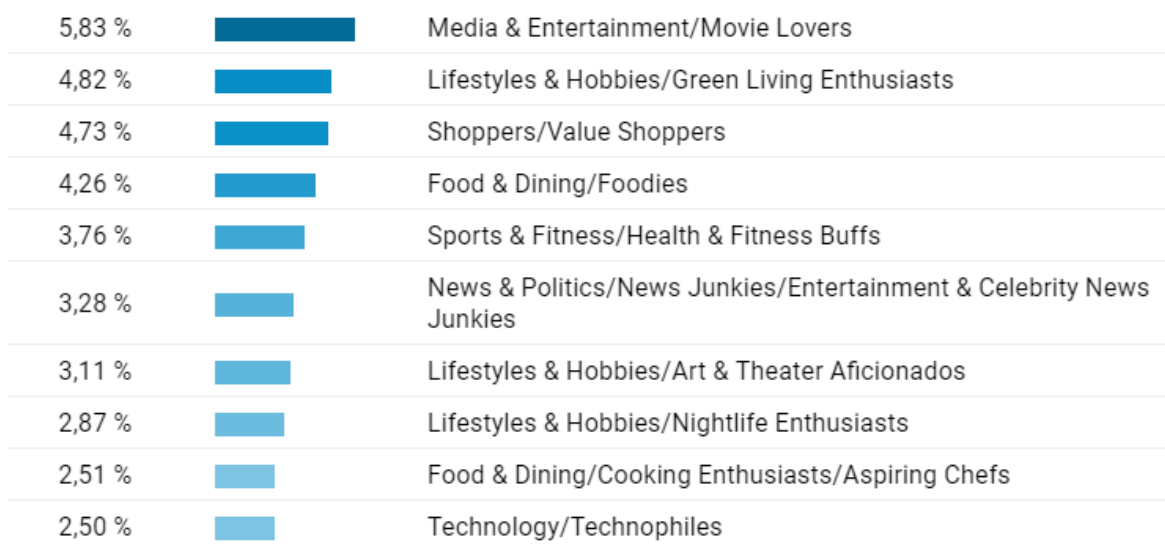 5,83 % Media & Entertainment/Movie Lovers
4,82 % Lifestyles & Hobbies/Green Living Enthusiasts
4,73 % Shoppers/Value Shoppers
4,26 % Food & Dining/Foodies
3,76 % Sports & Fitness/Health & Fitness Buffs
3,28 % News & Politics/News Junkies/Entertainment & Celebrity News
Junkies
3,11 % Lifestyles & Hobbies/Art & Theater Aficionados
2,87 % Lifestyles & Hobbies/Nightlife Enthusiasts
2,51 % Food & Dining/Cooking Enthusiasts/Aspiring Chefs
2,50 % Technology/Technophiles